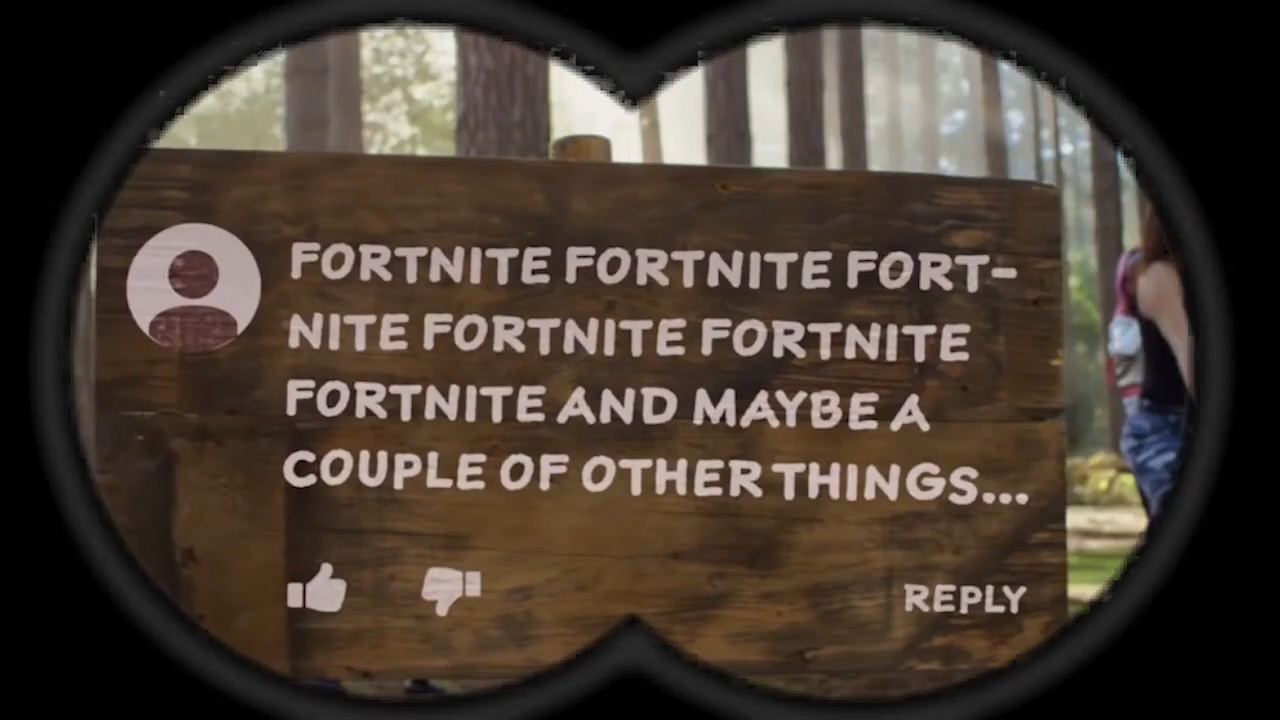 FORTNITE FORTNITE FORT-
NITE FORTNITE FORTNITE
FORTNITE AND MAYBE A
COUPLE OF OTHER THINGS...
REPLY